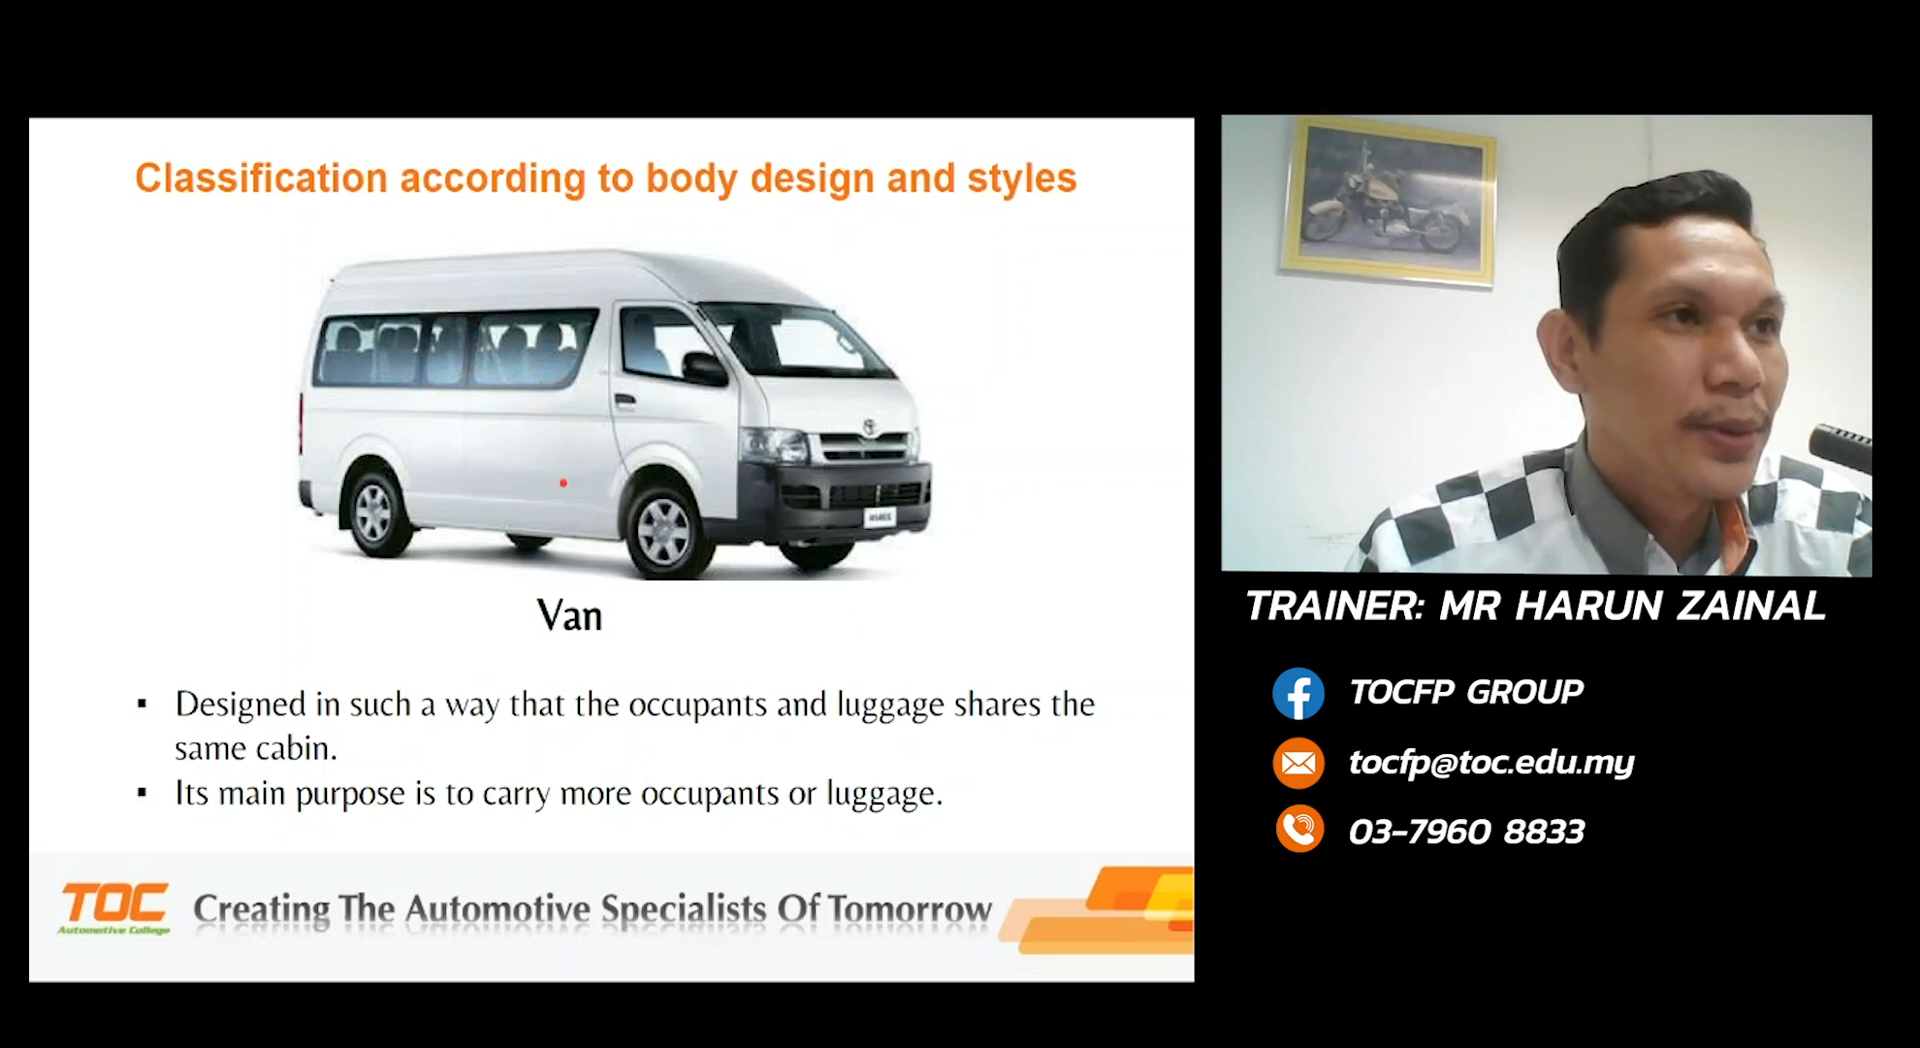 Classification according to body design and styles
Van
▪ Designed in such a way that the occupants and luggage shares the
same cabin.
▪ Its main purpose is to carry more occupants or luggage.
TOC
Automotive College
Creating The Automotive Specialists Of Tomorrow
TRAINER: MR HARUN ZAINAL
TOCFP GROUP
tocfp@toc.edu.my
03-7960 8833